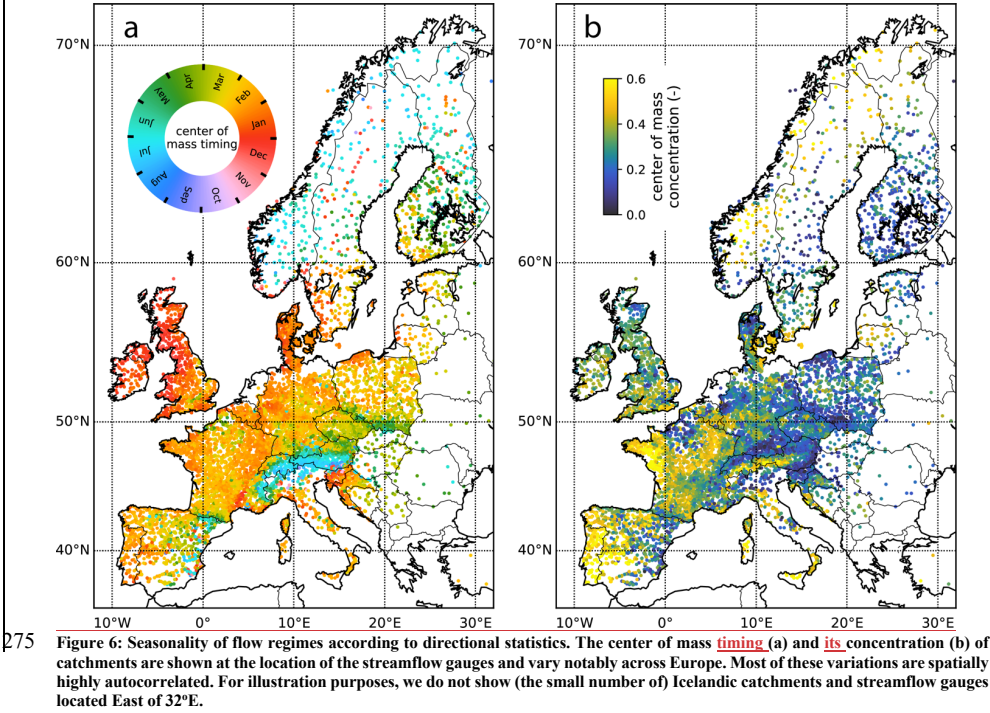 a
b
70°N
60°N
50°N
40°N
10°W
0°
10°E
20°E
30°E
Jan
Feb
Mar
Apr
May
Jun
Jul
Aug
Sep
Oct
Nov
Dec
center of
mass timing
70°N
60°N
50°N
40°N
10°W
0°
10°E
20°E
30°E
0.6
0.4
0.2
0.0
center of mass
concentration (-)
275
Figure 6: Seasonality of flow regimes according to directional statistics. The center of mass timing (a) and its concentration (b) of
catchments are shown at the location of the streamflow gauges and vary notably across Europe. Most of these variations are spatially
highly autocorrelated. For illustration purposes, we do not show (the small number of) Icelandic catchments and streamflow gauges
located East of 32°E.